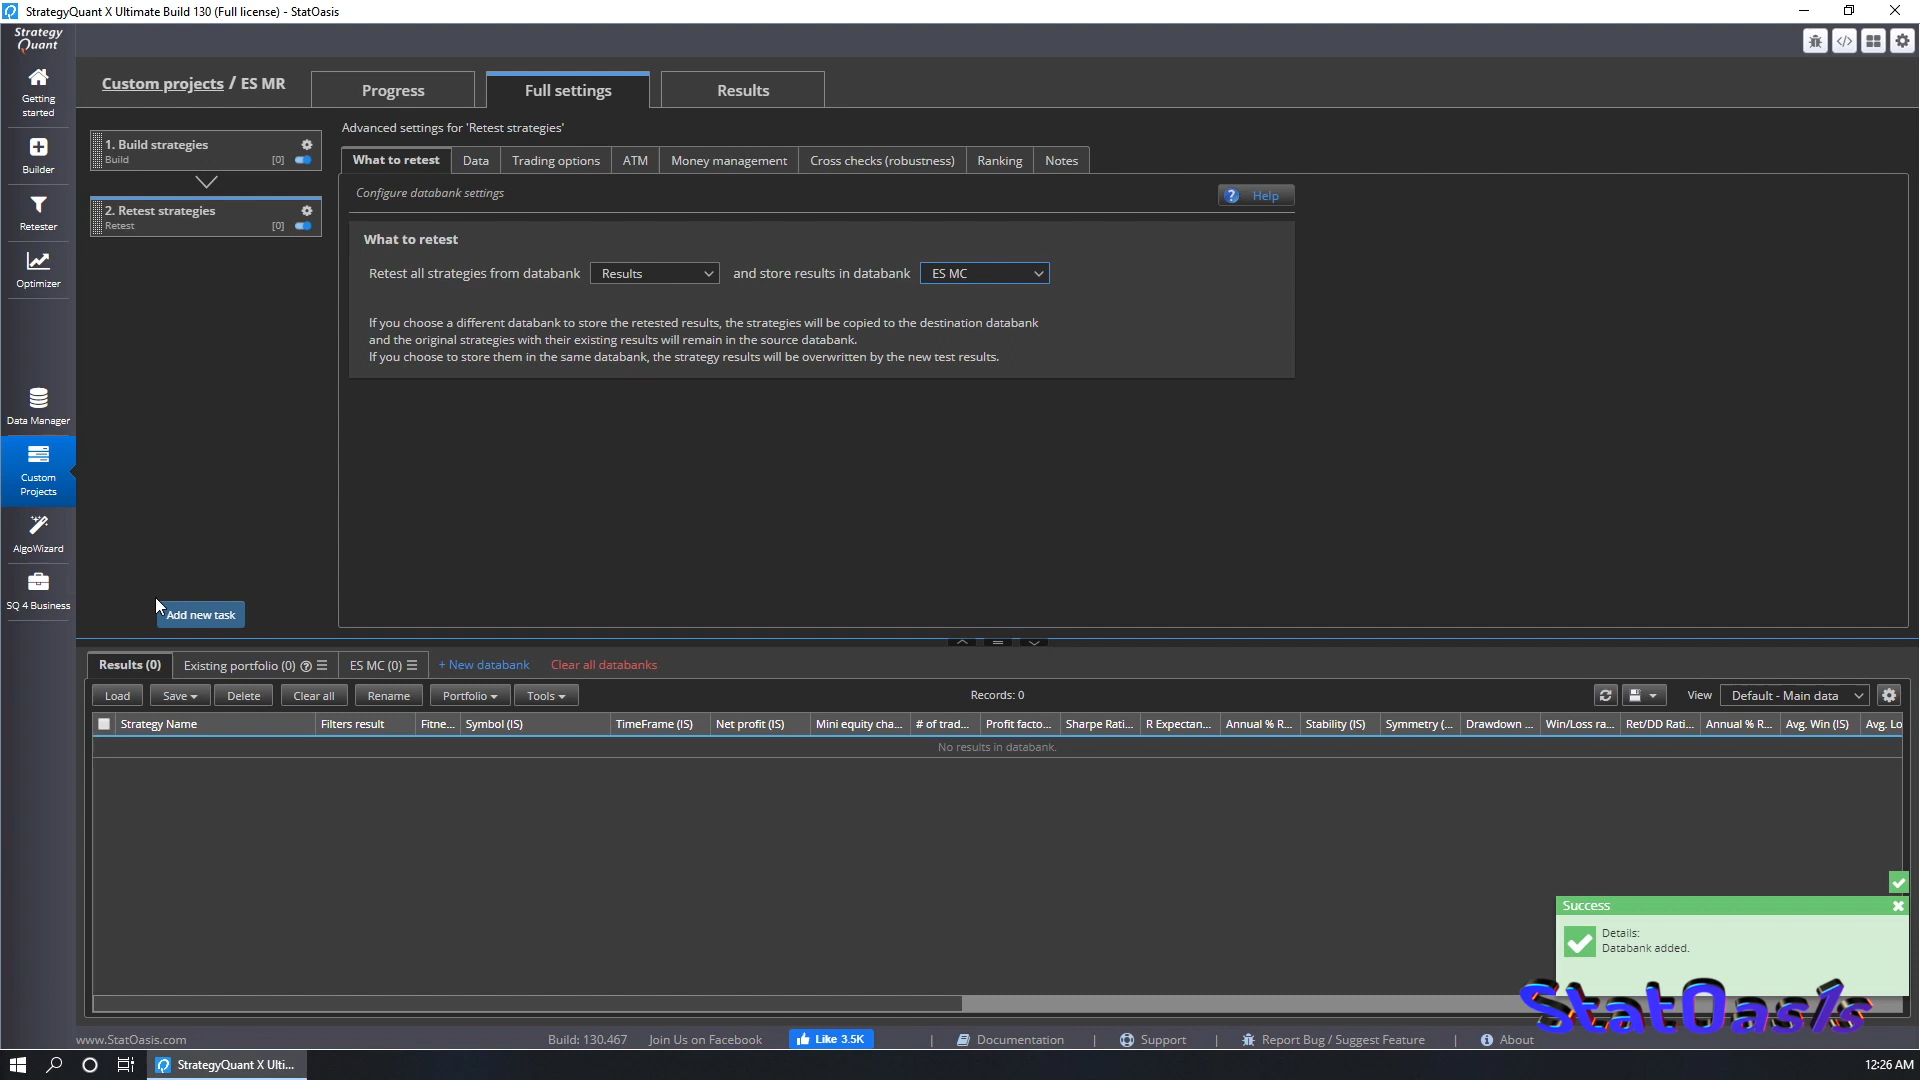 StrategyQuant X Ultimate Build 130 (Full license) - StatOasis
Strategy
Quant
Getting
started
Builder
Retester
Optimizer
Data Manager
Custom
Projects
AlgoWizard
SQ 4 Business
Custom projects / ES MR
Progress
Full settings
Results
1. Build strategies
Build [0]
2. Retest strategies
Retest [0]
Add new task
Advanced settings for 'Retest strategies'
What to retest
Data
Trading options
ATM
Money management
Cross checks (robustness)
Ranking
Notes
Configure databank settings
? Help
What to retest
Retest all strategies from databank Results and store results in databank ES MC
If you choose a different databank to store the retested results, the strategies will be copied to the destination databank
and the original strategies with their existing results will remain in the source databank.
If you choose to store them in the same databank, the strategy results will be overwritten by the new test results.
Results (0)
Existing portfolio (0) ?
ES MC (0)
+ New databank
Clear all databanks
Load
Save
Delete
Clear all
Rename
Portfolio
Tools
Records: 0
View
Default - Main data
Strategy Name
Filters result
Fitne...
Symbol (IS)
TimeFrame (IS)
Net profit (IS)
Mini equity cha...
# of trad...
Profit facto...
Sharpe Rati...
R Expectan...
Annual % R...
Stability (IS)
Symmetry (...
Drawdown ...
Win/Loss ra...
Ret/DD Rati...
Annual % R...
Avg. Win (IS)
Avg. Lo
No results in databank.
Success
Details:
Databank added.
StatOas1s
www.StatOasis.com
Build: 130.467
Join Us on Facebook
Like 3.5K
| Documentation
| Support
| Report Bug / Suggest Feature
| About
StrategyQuant X Ulti...
12:26 AM